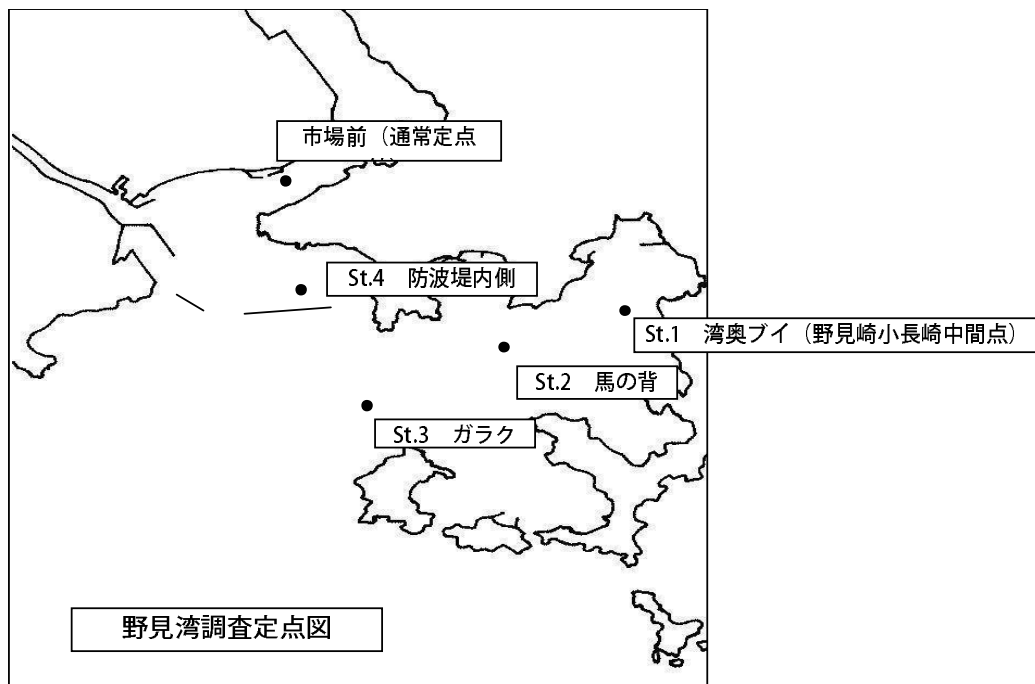 市場前（通常定点
St.4　防波堤内側
St.1　湾奥ブイ（野見崎小長崎中間点）
St.2　馬の背
St.3　ガラク
野見湾調査定点図